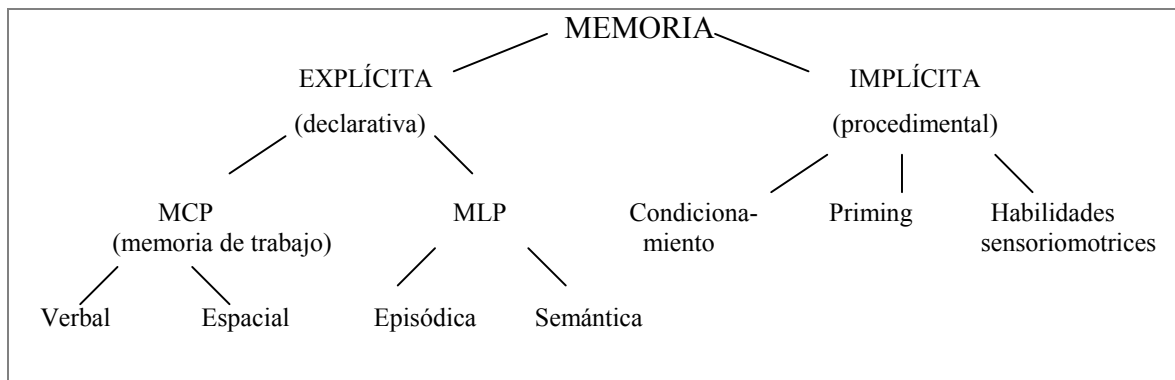 MEMORIA
EXPLÍCITA
IMPLÍCITA
(declarativa)
(procedimental)
MCP
MLP
Condiciona-
Priming
Habilidades
(memoria de trabajo)
miento
sensoriomotrices
Verbal
Espacial
Episódica
Semántica